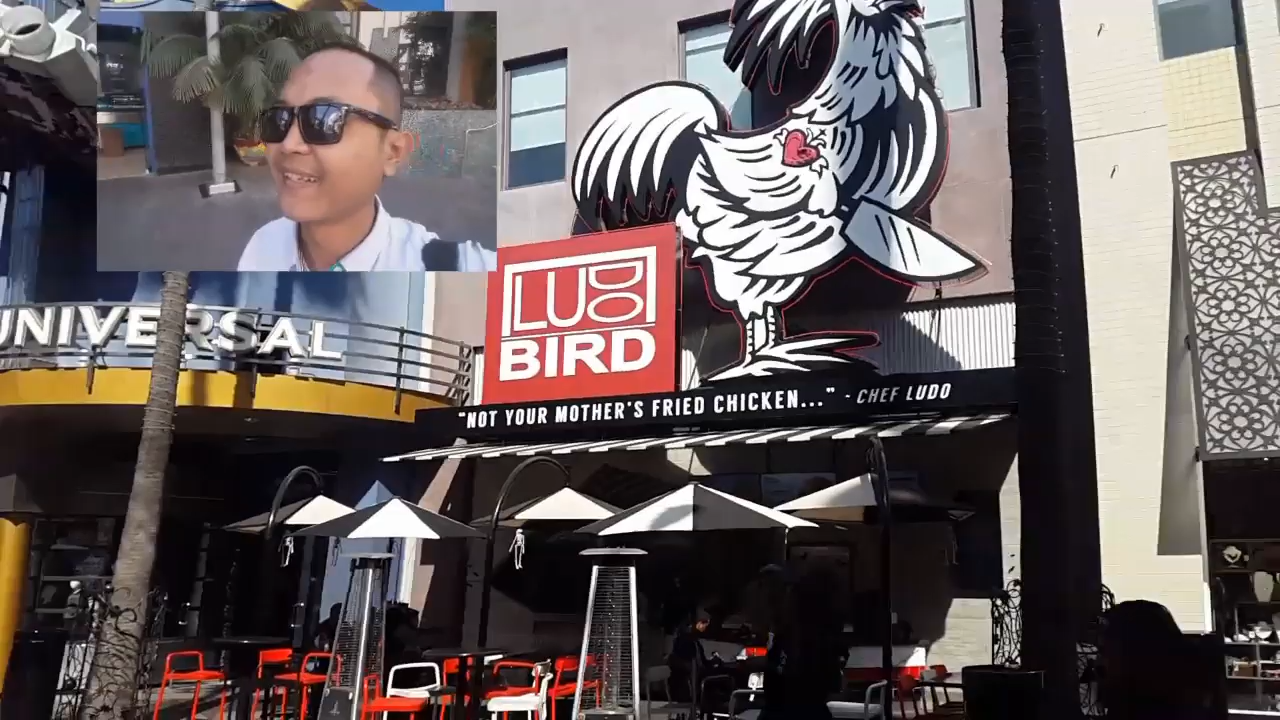 UNIVERSAL
LUDO
BIRD
"NOT YOUR MOTHER'S FRIED CHICKEN..." - CHEF LUDO